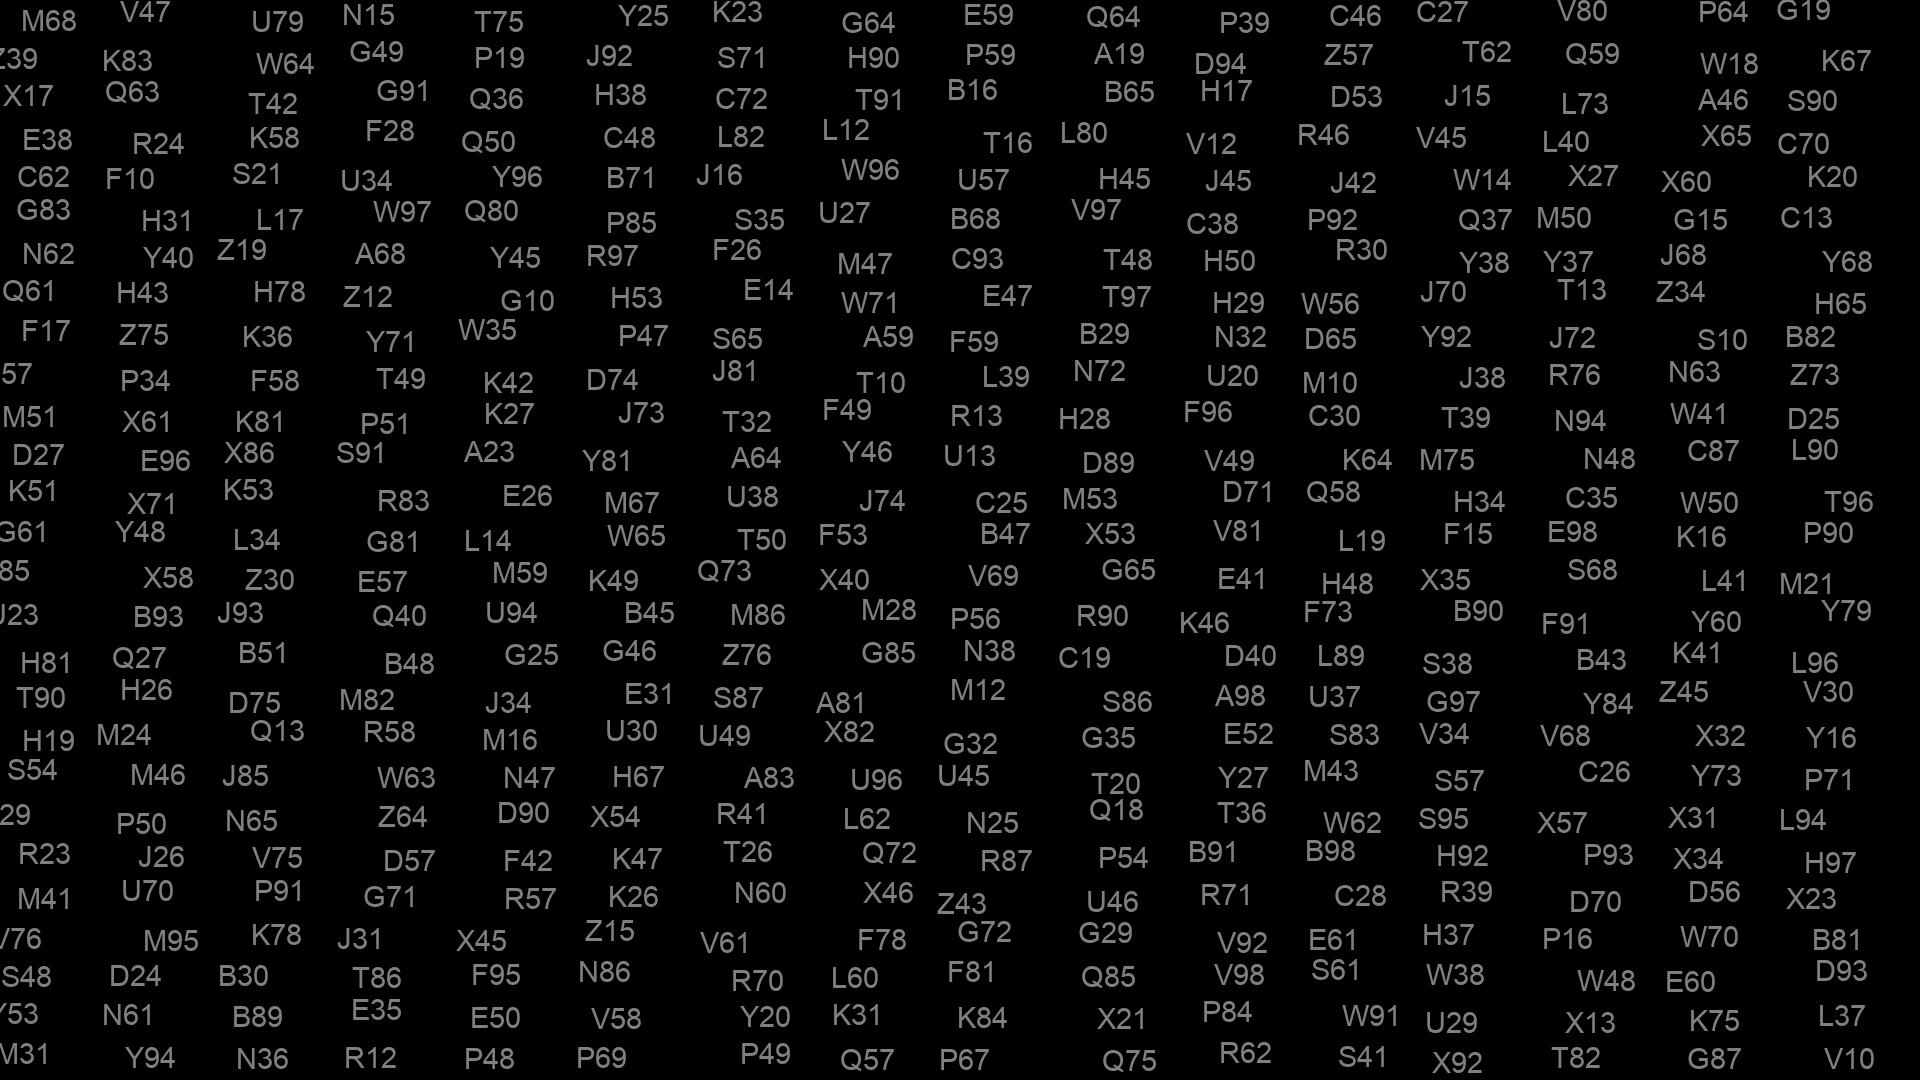 M68 V47 U79 N15 T75 Y25 K23 G64 E59 Q64 P39 C46 C27 V80 P64 G19
Z39 K83 W64 G49 P19 J92 S71 H90 P59 A19 D94 Z57 T62 Q59 W18 K67
X17 Q63 T42 G91 Q36 H38 C72 T91 B16 B65 H17 D53 J15 L73 A46 S90
E38 R24 K58 F28 Q50 C48 L82 L12 T16 L80 V12 R46 V45 L40 X65 C70
C62 F10 S21 U34 Y96 B71 J16 W96 U57 H45 J45 J42 W14 X27 X60 K20
G83 H31 L17 W97 Q80 P85 S35 U27 B68 V97 C38 P92 Q37 M50 G15 C13
N62 Y40 Z19 A68 Y45 R97 F26 M47 C93 T48 H50 R30 Y38 Y37 J68 Y68
Q61 H43 H78 Z12 G10 H53 E14 W71 E47 T97 H29 W56 J70 T13 Z34 H65
F17 Z75 K36 Y71 W35 P47 S65 A59 F59 B29 N32 D65 Y92 J72 S10 B82
57 P34 F58 T49 K42 D74 J81 T10 L39 N72 U20 M10 J38 R76 N63 Z73
M51 X61 K81 P51 K27 J73 T32 F49 R13 H28 F96 C30 T39 N94 W41 D25
D27 E96 X86 S91 A23 Y81 A64 Y46 U13 D89 V49 K64 M75 N48 C87 L90
K51 X71 K53 R83 E26 M67 U38 J74 C25 M53 D71 Q58 H34 C35 W50 T96
G61 Y48 L34 G81 L14 W65 T50 F53 B47 X53 V81 L19 F15 E98 K16 P90
85 X58 Z30 E57 M59 K49 Q73 X40 V69 G65 E41 H48 X35 S68 L41 M21
23 B93 J93 Q40 U94 B45 M86 M28 P56 R90 K46 F73 B90 F91 Y60 Y79
H81 Q27 B51 B48 G25 G46 Z76 G85 N38 C19 D40 L89 S38 B43 K41 L96
T90 H26 D75 M82 J34 E31 S87 A81 M12 S86 A98 U37 G97 Y84 Z45 V30
H19 M24 Q13 R58 M16 U30 U49 X82 G32 G35 E52 S83 V34 V68 X32 Y16
S54 M46 J85 W63 N47 H67 A83 U96 U45 T20 Y27 M43 S57 C26 Y73 P71
29 P50 N65 Z64 D90 X54 R41 L62 N25 Q18 T36 W62 S95 X57 X31 L94
R23 J26 V75 D57 F42 K47 T26 Q72 R87 P54 B91 B98 H92 P93 X34 H97
M41 U70 P91 G71 R57 K26 N60 X46 Z43 U46 R71 C28 R39 D70 D56 X23
V76 M95 K78 J31 X45 Z15 V61 F78 G72 G29 V92 E61 H37 P16 W70 B81
S48 D24 B30 T86 F95 N86 R70 L60 F81 Q85 V98 S61 W38 W48 E60 D93
Y53 N61 B89 E35 E50 V58 Y20 K31 K84 X21 P84 W91 U29 X13 K75 L37
M31 Y94 N36 R12 P48 P69 P49 Q57 P67 Q75 R62 S41 X92 T82 G87 V10